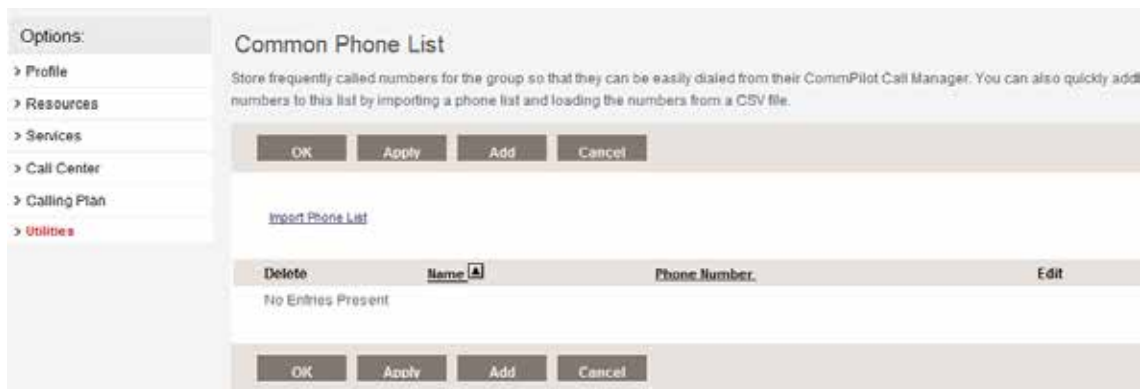 Options:
> Profile
> Resources
> Services
> Call Center
> Calling Plan
> Utilities
Common Phone List
Store frequently called numbers for the group so that they can be easily dialed from their CommPilot Call Manager. You can also quickly
numbers to this list by importing a phone list and loading the numbers from a CSV file.
OK Apply Add Cancel
Import Phone List
Delete Name Phone Number Edit
No Entries Present
OK Apply Add Cancel